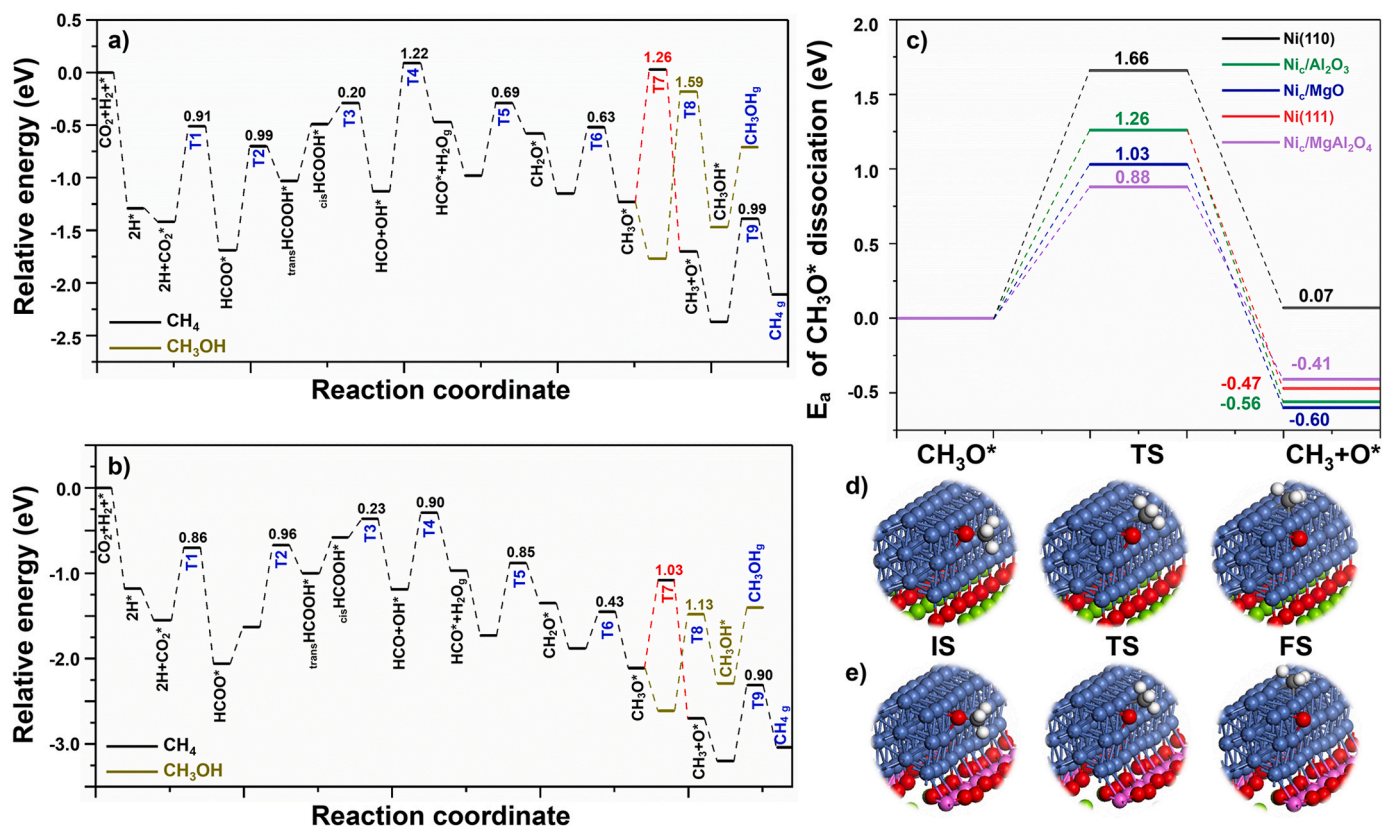 a)
Relative energy (eV)
0.5
0.0
-0.5
-1.0
-1.5
-2.0
-2.5
CO₂+H₂+*
2H*
2H+CO₂*
0.91
T1
HCOO*
0.99
T2
transHCOOH*
cisHCOOH*
0.20
T3
HCO+OH*
1.22
T4
HCO*+H₂Og
0.69
T5
CH₂O*
0.63
T6
CH₃O*
1.26
T7
1.59
T8
CH₃+O*
CH₃OH*
CH₃OHg
0.99
T9
CH₄ g
CH₄
CH₃OH
Reaction coordinate
b)
Relative energy (eV)
0.0
-1.0
-2.0
-3.0
CO₂+H₂+*
2H*
2H+CO₂*
0.86
T1
HCOO*
0.96
T2
transHCOOH*
cisHCOOH*
0.23
T3
HCO+OH*
0.90
T4
HCO*+H₂Og
0.85
T5
CH₂O*
0.43
T6
CH₃O*
1.03
T7
1.13
T8
CH₃+O*
CH₃OH*
CH₃OHg
0.90
T9
CH₄ g
CH₄
CH₃OH
Reaction coordinate
c)
Eₐ of CH₃O* dissociation (eV)
2.0
1.5
1.0
0.5
0.0
-0.5
Ni(110)
Nic/Al₂O₃
Nic/MgO
Ni(111)
Nic/MgAl₂O₄
1.66
1.26
1.03
0.88
0.07
-0.41
-0.47
-0.56
-0.60
CH₃O*
TS
CH₃+O*
d)
IS
TS
FS
e)